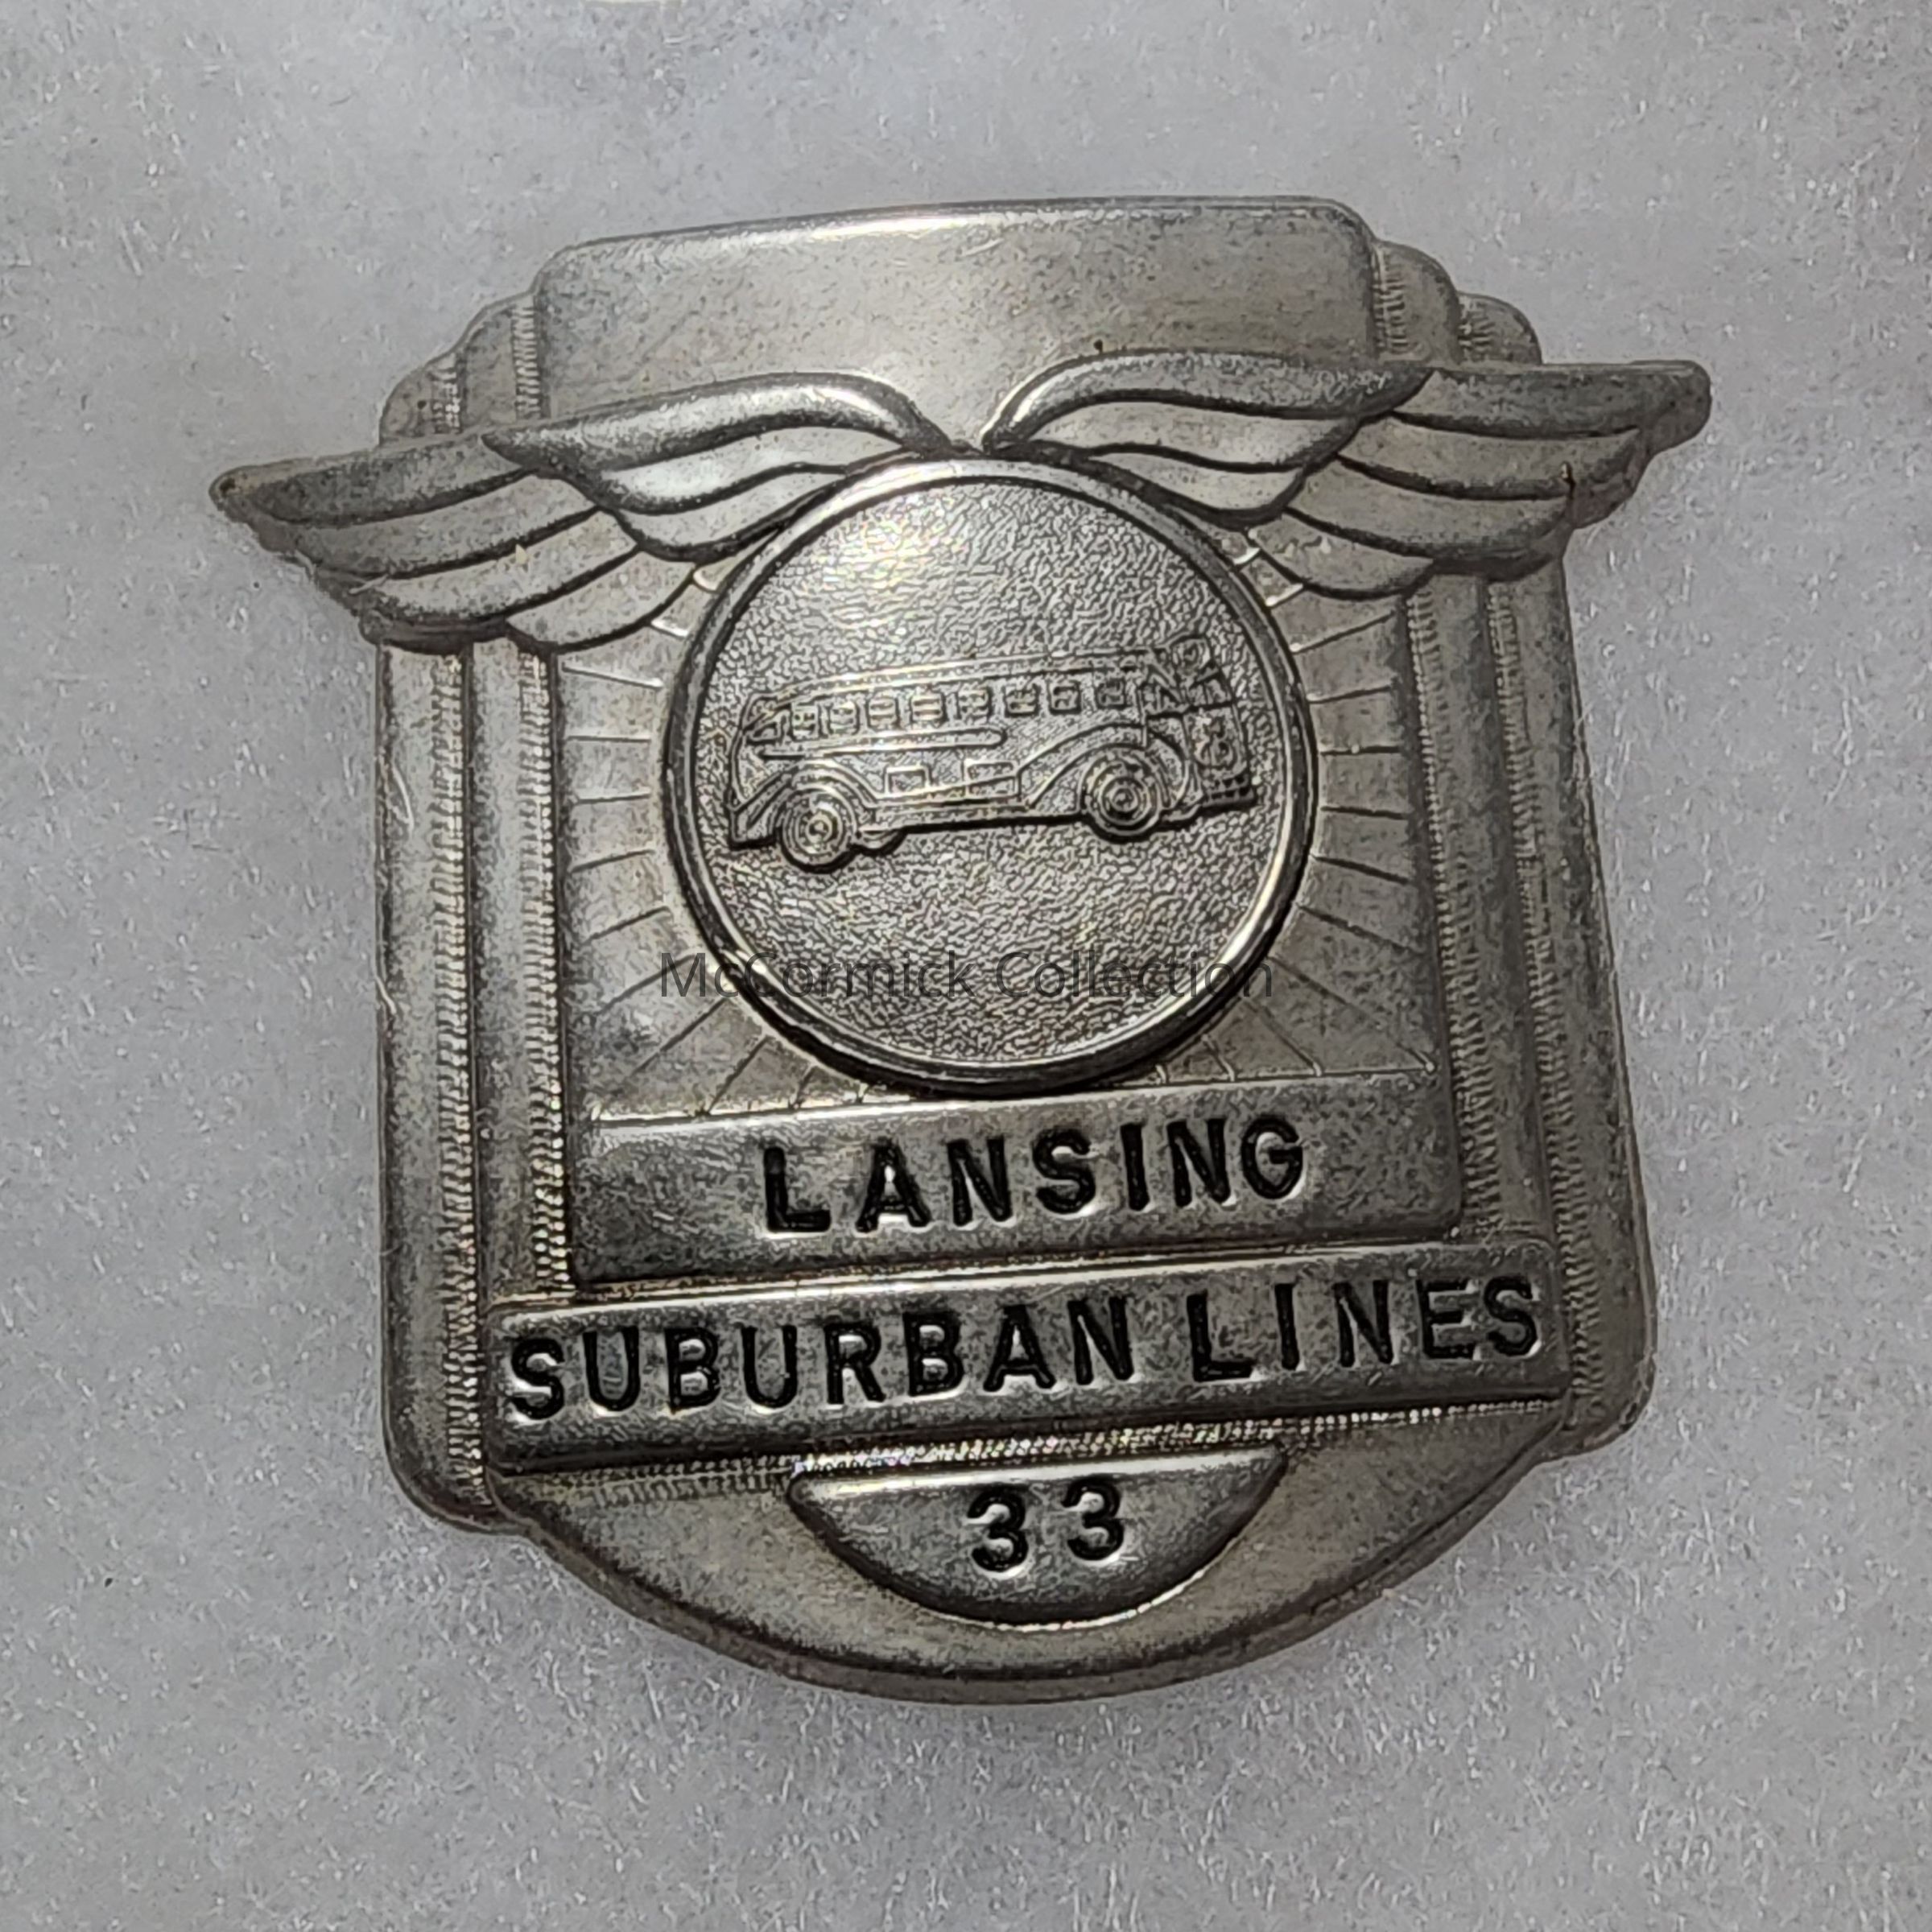 McCormick Collection
LANSING
SUBURBAN LINES
33